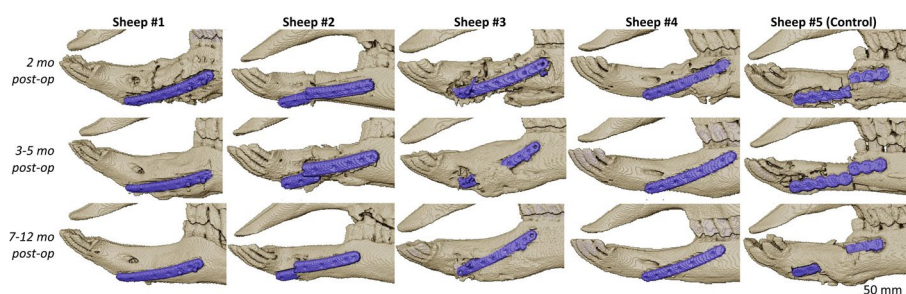 Sheep #1 Sheep #2 Sheep #3 Sheep #4 Sheep #5 (Control)
2 mo
post-op
3-5 mo
post-op
7-12 mo
post-op
50 mm